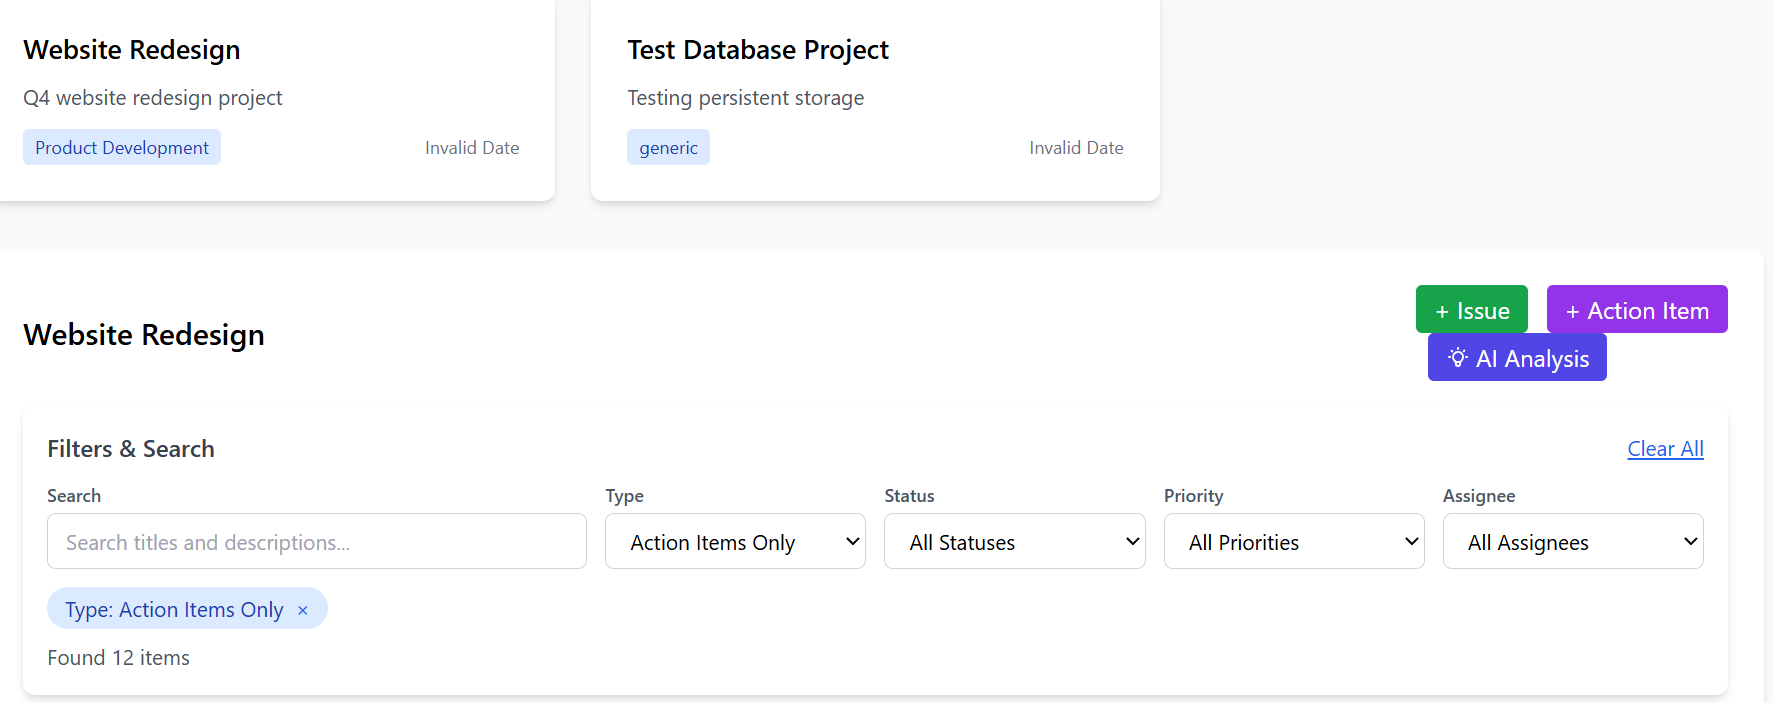 Website Redesign
Q4 website redesign project
Product Development
Invalid Date
Test Database Project
Testing persistent storage
generic
Invalid Date
Website Redesign
+ Issue
+ Action Item
AI Analysis
Filters & Search
Clear All
Search
Search titles and descriptions...
Type
Action Items Only
Status
All Statuses
Priority
All Priorities
Assignee
All Assignees
Type: Action Items Only ×
Found 12 items